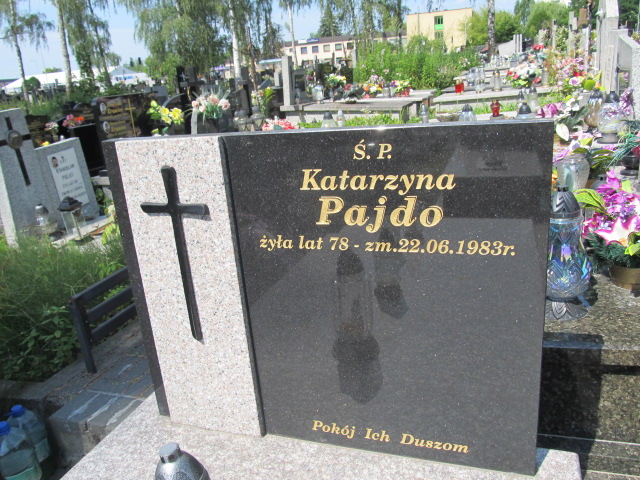 Ś. P.
Katarzyna
Pajdo
żyła lat 78 - zm.22.06.1983r.
Pokój Ich Duszom